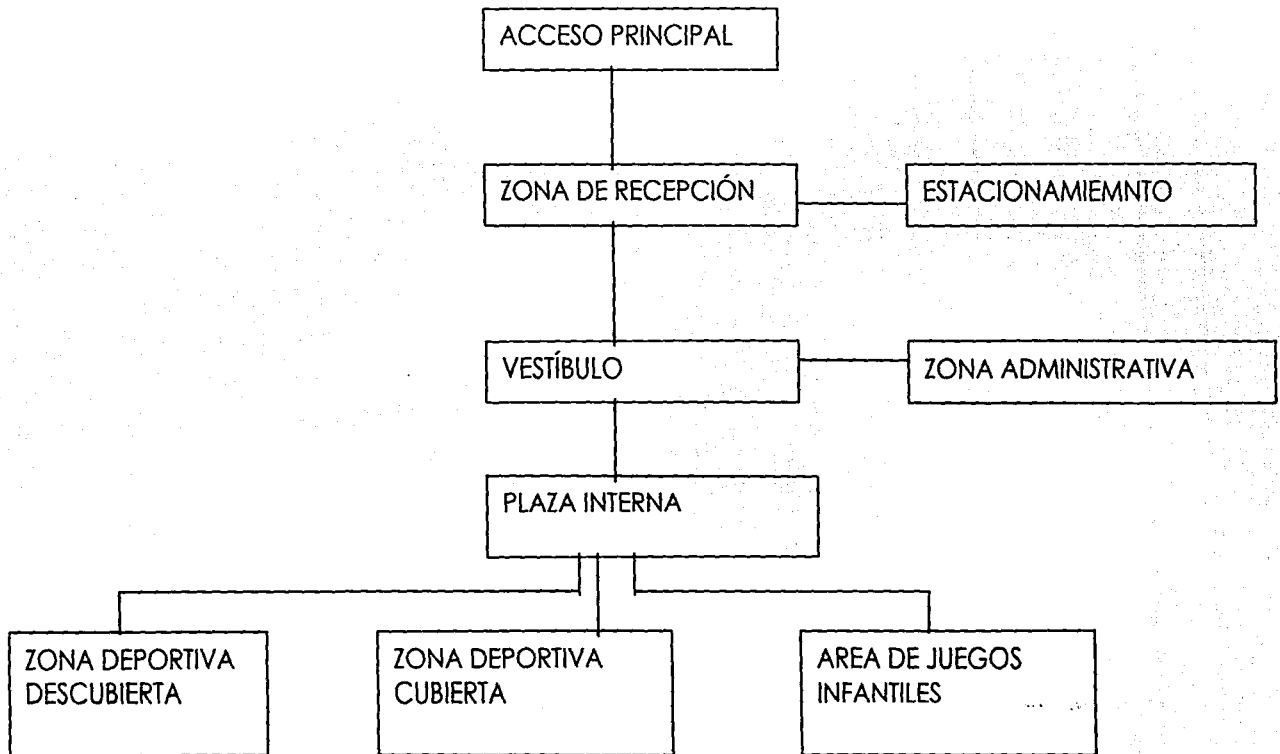 ACCESO PRINCIPAL
ZONA DE RECEPCIÓN
ESTACIONAMIEMNTO
VESTÍBULO
ZONA ADMINISTRATIVA
PLAZA INTERNA
ZONA DEPORTIVA
DESCUBIERTA
ZONA DEPORTIVA
CUBIERTA
AREA DE JUEGOS
INFANTILES